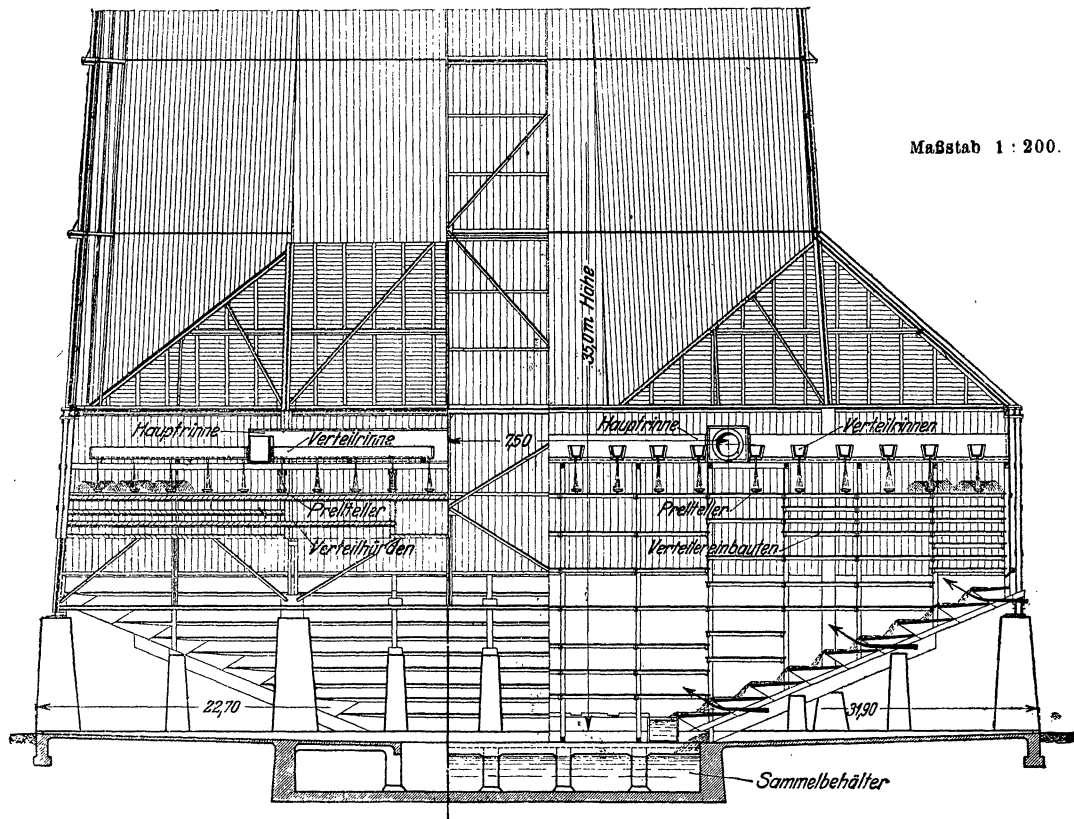 Maßstab 1 : 200.
35,0 m Höhe
Hauptrinne
Verteilrinne
7,50
Hauptrinne
Verteilrinnen
Prellteller
Verteilhürden
Prellteller
Verteilereinbauten
22,70
31,90
Sammelbehälter